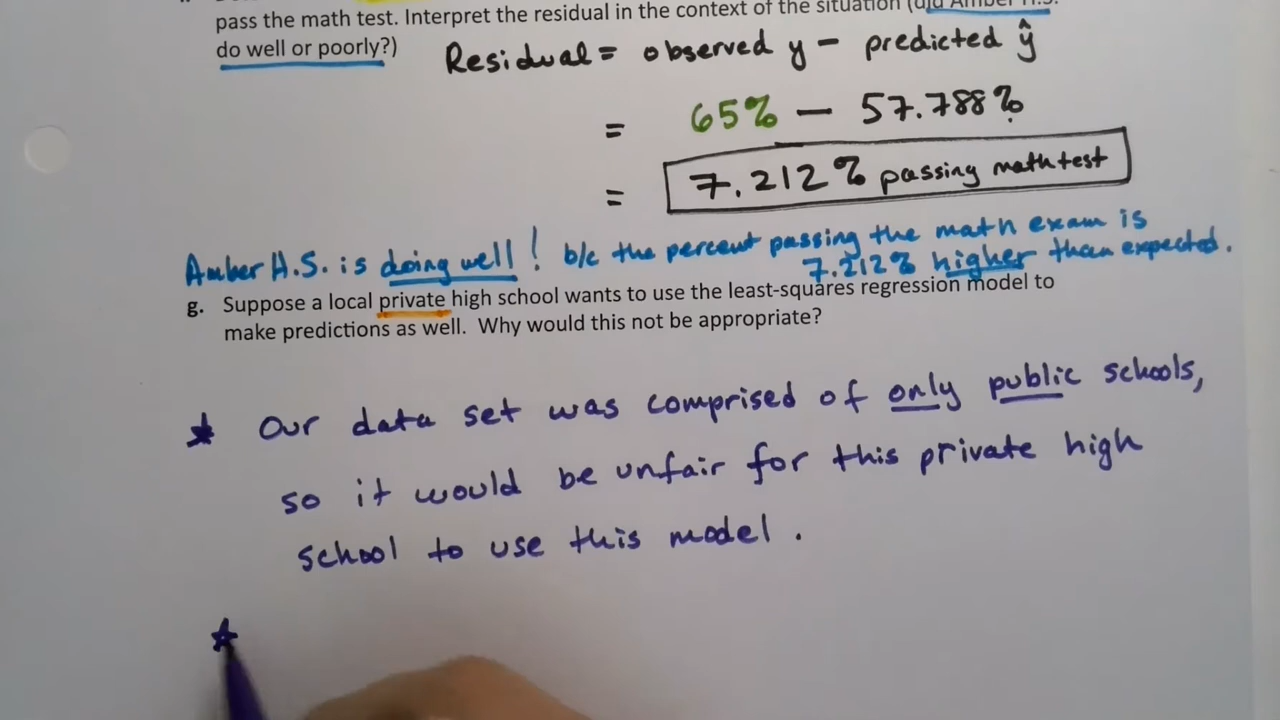 pass the math test. Interpret the residual in the context of the situation (did Amber H.S.
do well or poorly?)
Residual = observed y − predicted ŷ
= 65% − 57.788%
= 7.212% passing math test
Amber H.S. is doing well! b/c the percent passing the math exam is
7.212% higher than expected.
g. Suppose a local private high school wants to use the least-squares regression model to
make predictions as well. Why would this not be appropriate?
★ Our data set was comprised of only public schools,
so it would be unfair for this private high
school to use this model.
★